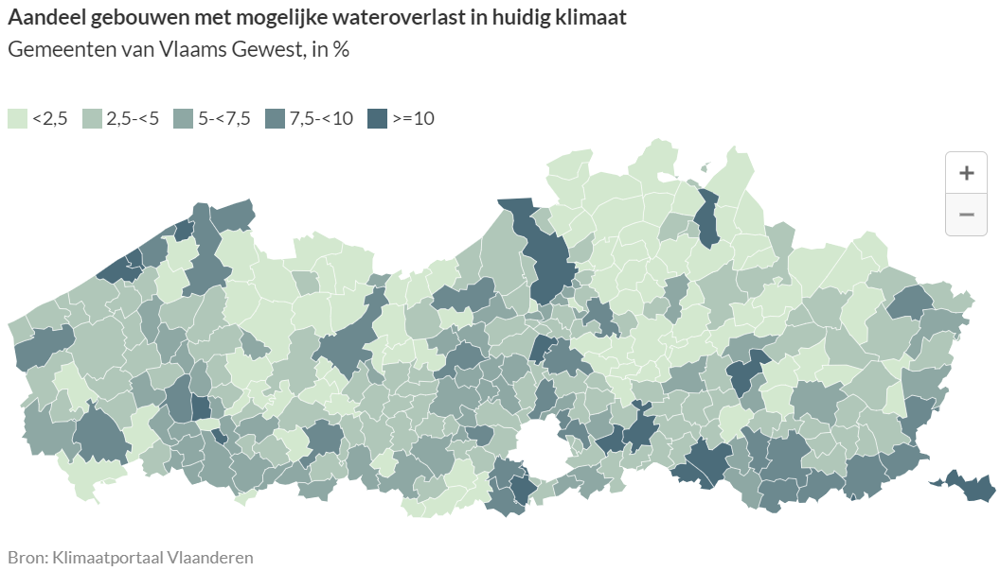 Aandeel gebouwen met mogelijke wateroverlast in huidig klimaat
Gemeenten van Vlaams Gewest, in %
<2,5 2,5-<5 5-<7,5 7,5-<10 >=10
+
−
Bron: Klimaatportaal Vlaanderen